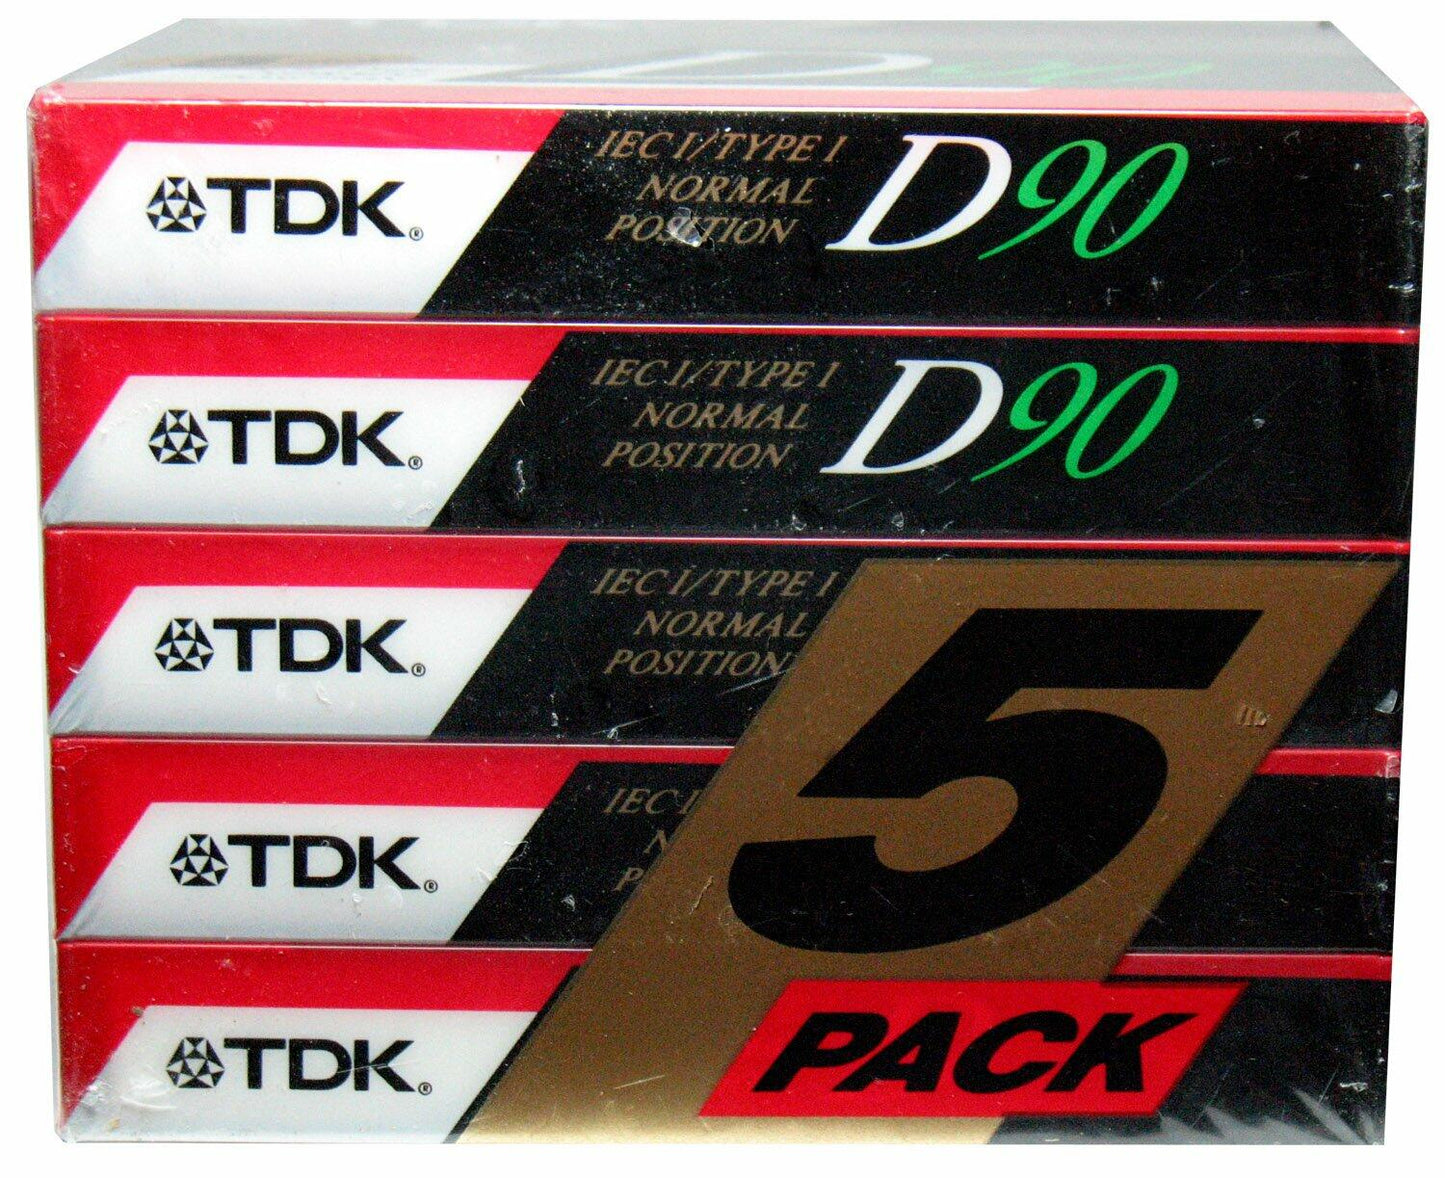 TDK®
IEC I/TYPE I
NORMAL
POSITION
D90
TDK®
IEC I/TYPE I
NORMAL
POSITION
D90
TDK®
IEC I/TYPE I
NORMAL
POSITION
5
TDK®
IEC I
N
P
TDK®
PACK